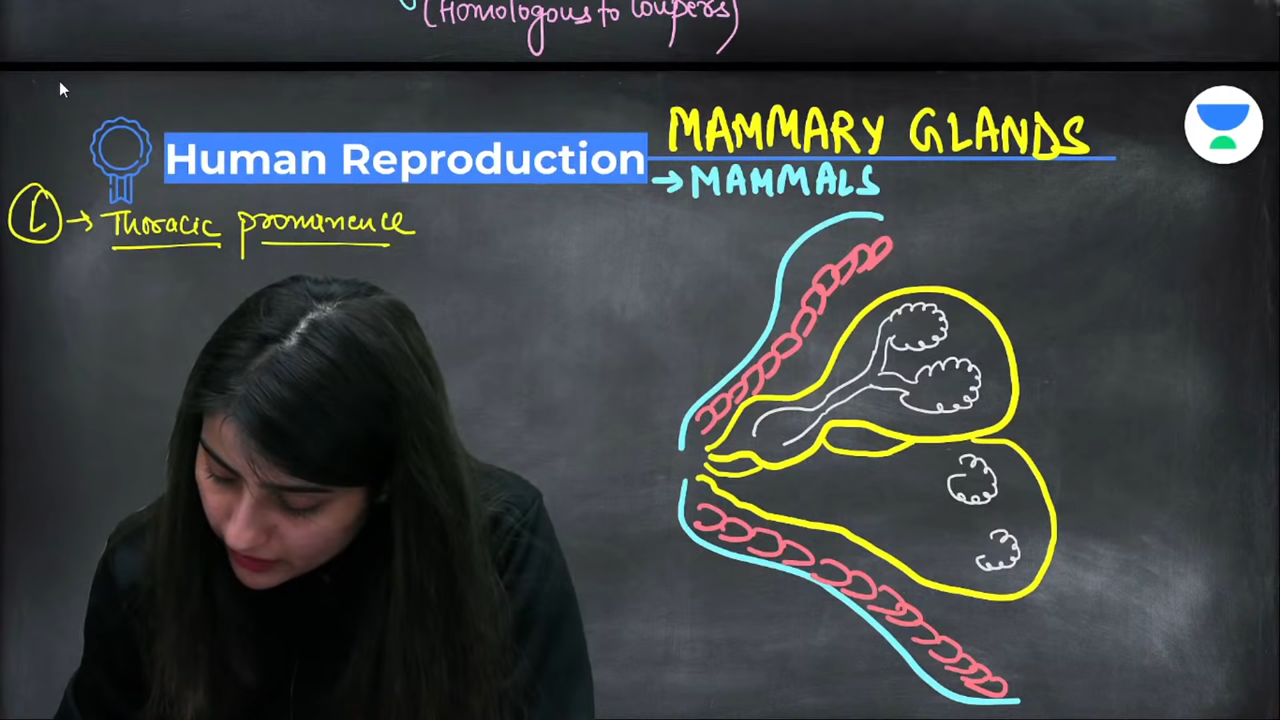 (Homologous to Cowpers)
MAMMARY GLANDS
Human Reproduction
→ MAMMALS
L → Thoracic prominence